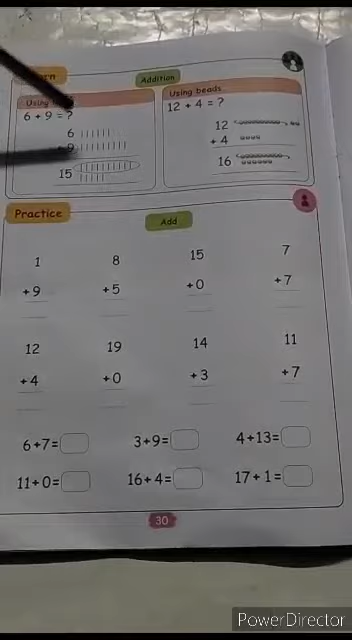 Addition
Using
Using beads
6 + 9 = ?
12 + 4 = ?
6
9
15
12
+ 4
16
Practice
Add
1 8 15 7
+9 +5 +0 +7
12 19 14 11
+4 +0 +3 +7
6+7= 3+9= 4+13=
11+0= 16+4= 17+1=
30
PowerDirector